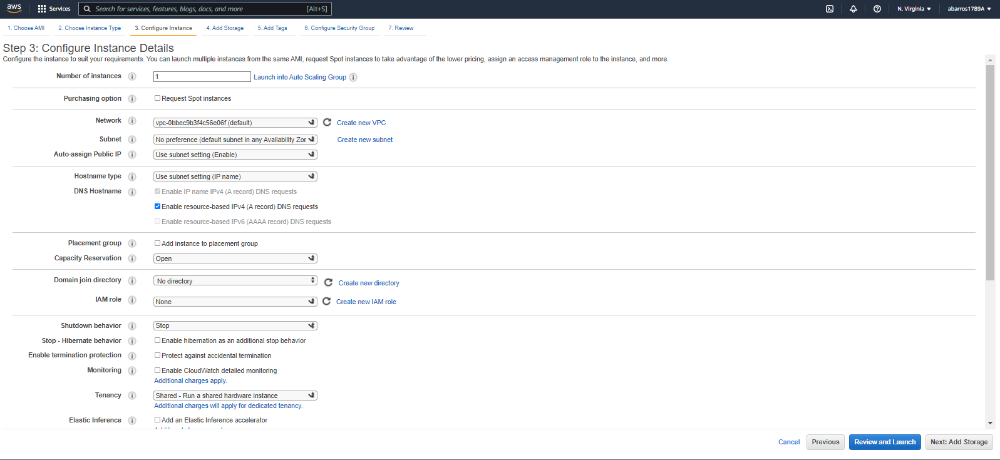 aws Services Search for services, features, blogs, docs, and more [Alt+S] N. Virginia abarros1789A
1. Choose AMI 2. Choose Instance Type 3. Configure Instance 4. Add Storage 5. Add Tags 6. Configure Security Group 7. Review
Step 3: Configure Instance Details
Configure the instance to suit your requirements. You can launch multiple instances from the same AMI, request Spot instances to take advantage of the lower pricing, assign an access management role to the instance, and more.
Number of instances 1 Launch into Auto Scaling Group
Purchasing option Request Spot instances
Network vpc-0bbec9b3f4c56e06f (default) Create new VPC
Subnet No preference (default subnet in any Availability Zor Create new subnet
Auto-assign Public IP Use subnet setting (Enable)
Hostname type Use subnet setting (IP name)
DNS Hostname Enable IP name IPv4 (A record) DNS requests
Enable resource-based IPv4 (A record) DNS requests
Enable resource-based IPv6 (AAAA record) DNS requests
Placement group Add instance to placement group
Capacity Reservation Open
Domain join directory No directory Create new directory
IAM role None Create new IAM role
Shutdown behavior Stop
Stop - Hibernate behavior Enable hibernation as an additional stop behavior
Enable termination protection Protect against accidental termination
Monitoring Enable CloudWatch detailed monitoring
Additional charges apply.
Tenancy Shared - Run a shared hardware instance
Additional charges will apply for dedicated tenancy.
Elastic Inference Add an Elastic Inference accelerator
Cancel Previous Review and Launch Next: Add Storage